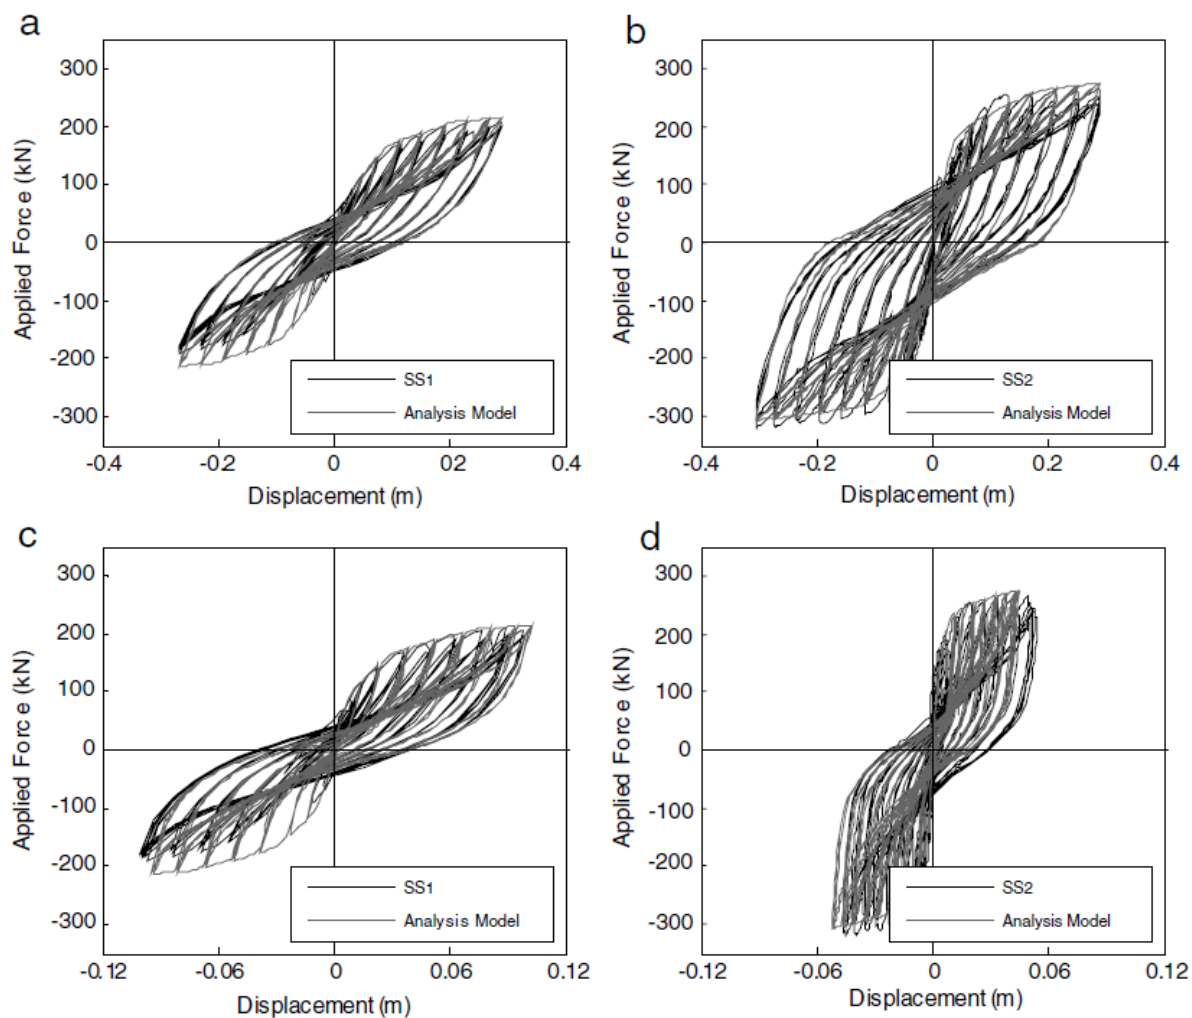 a
300
200
100
0
-100
-200
-300
Applied Force (kN)
SS1
Analysis Model
-0.4
-0.2
0
0.2
0.4
Displacement (m)
b
300
200
100
0
-100
-200
-300
Applied Force (kN)
SS2
Analysis Model
-0.4
-0.2
0
0.2
0.4
Displacement (m)
c
300
200
100
0
-100
-200
-300
Applied Force (kN)
SS1
Analysis Model
-0.12
-0.06
0
0.06
0.12
Displacement (m)
d
300
200
100
0
-100
-200
-300
Applied Force (kN)
SS2
Analysis Model
-0.12
-0.06
0
0.06
0.12
Displacement (m)